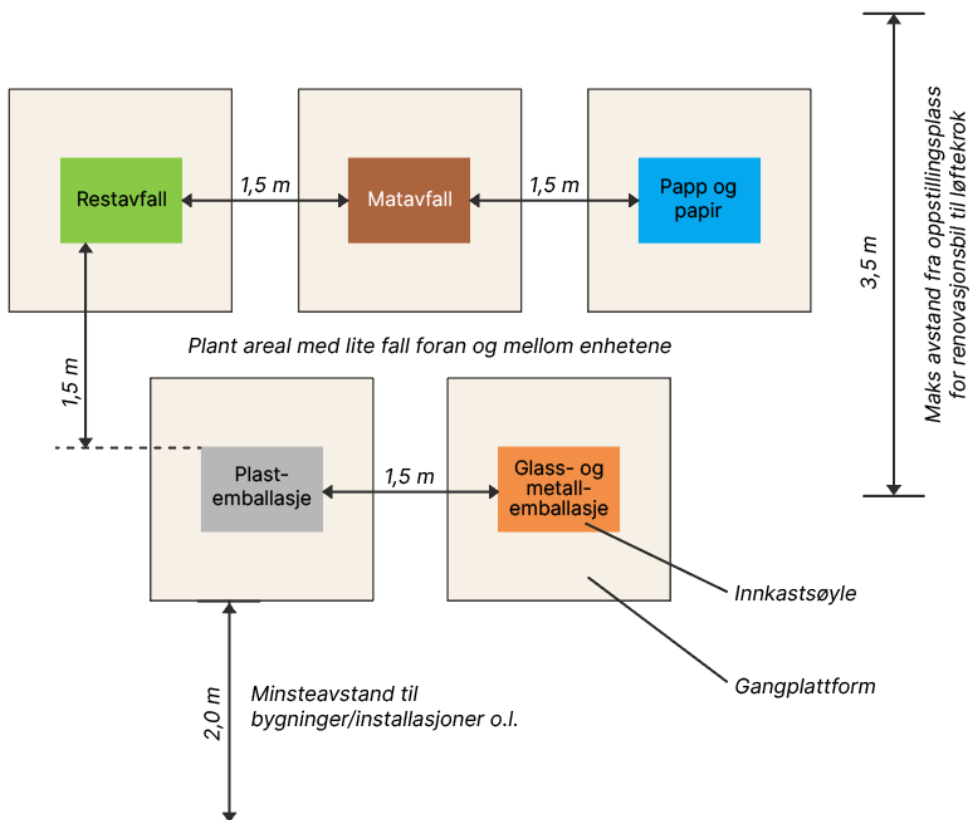 1,5 m
1,5 m
Restavfall
Matavfall
Papp og
papir
3,5 m
Maks avstand fra oppstillingsplass
for renovasjonsbil til løftekrok
Plant areal med lite fall foran og mellom enhetene
1,5 m
Plast-
emballasje
1,5 m
Glass- og
metall-
emballasje
Innkastsøyle
Gangplattform
2,0 m
Minsteavstand til
bygninger/installasjoner o.l.